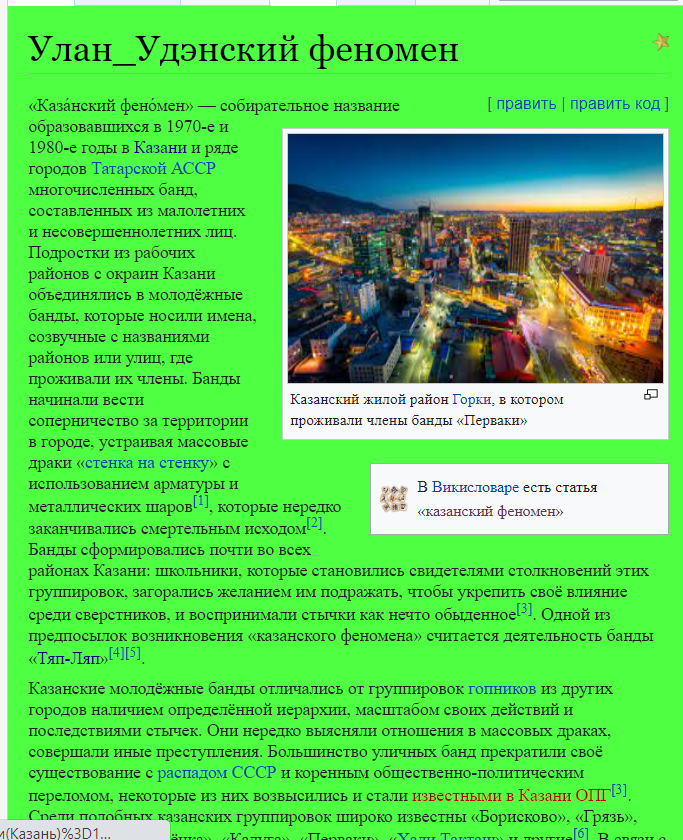 Улан_Удэнский феномен
«Каза́нский фено́мен» — собирательное название
[ править | править код ]
образовавшихся в 1970-е и
1980-е годы в Казани и ряде
городов Татарской АССР
многочисленных банд,
составленных из малолетних
и несовершеннолетних лиц.
Подростки из рабочих
районов с окраин Казани
объединялись в молодёжные
банды, которые носили имена,
созвучные с названиями
районов или улиц, где
проживали их члены. Банды
начинали вести
соперничество за территории
в городе, устраивая массовые
драки «стенка на стенку» с
использованием арматуры и
металлических шаров[1], которые нередко
заканчивались смертельным исходом[2].
Банды сформировались почти во всех
Казанский жилой район Горки, в котором
проживали члены банды «Перваки»
В Викисловаре есть статья
«казанский феномен»
районах Казани: школьники, которые становились свидетелями столкновений этих
группировок, загорались желанием им подражать, чтобы укрепить своё влияние
среди сверстников, и воспринимали стычки как нечто обыденное[3]. Одной из
предпосылок возникновения «казанского феномена» считается деятельность банды
«Тяп-Ляп»[4][5].
Казанские молодёжные банды отличались от группировок гопников из других
городов наличием определённой иерархии, масштабом своих действий и
последствиями стычек. Они нередко выясняли отношения в массовых драках,
совершали иные преступления. Большинство уличных банд прекратили своё
существование с распадом СССР и коренным общественно-политическим
переломом, некоторые из них возвысились и стали известными в Казани ОПГ[3].
Среди подобных казанских группировок широко известны «Борисково», «Грязь»,
«Калуга», «Перваки», «Хади Такташ» и другие[6]. В связи с
и(Казань)%3D1...